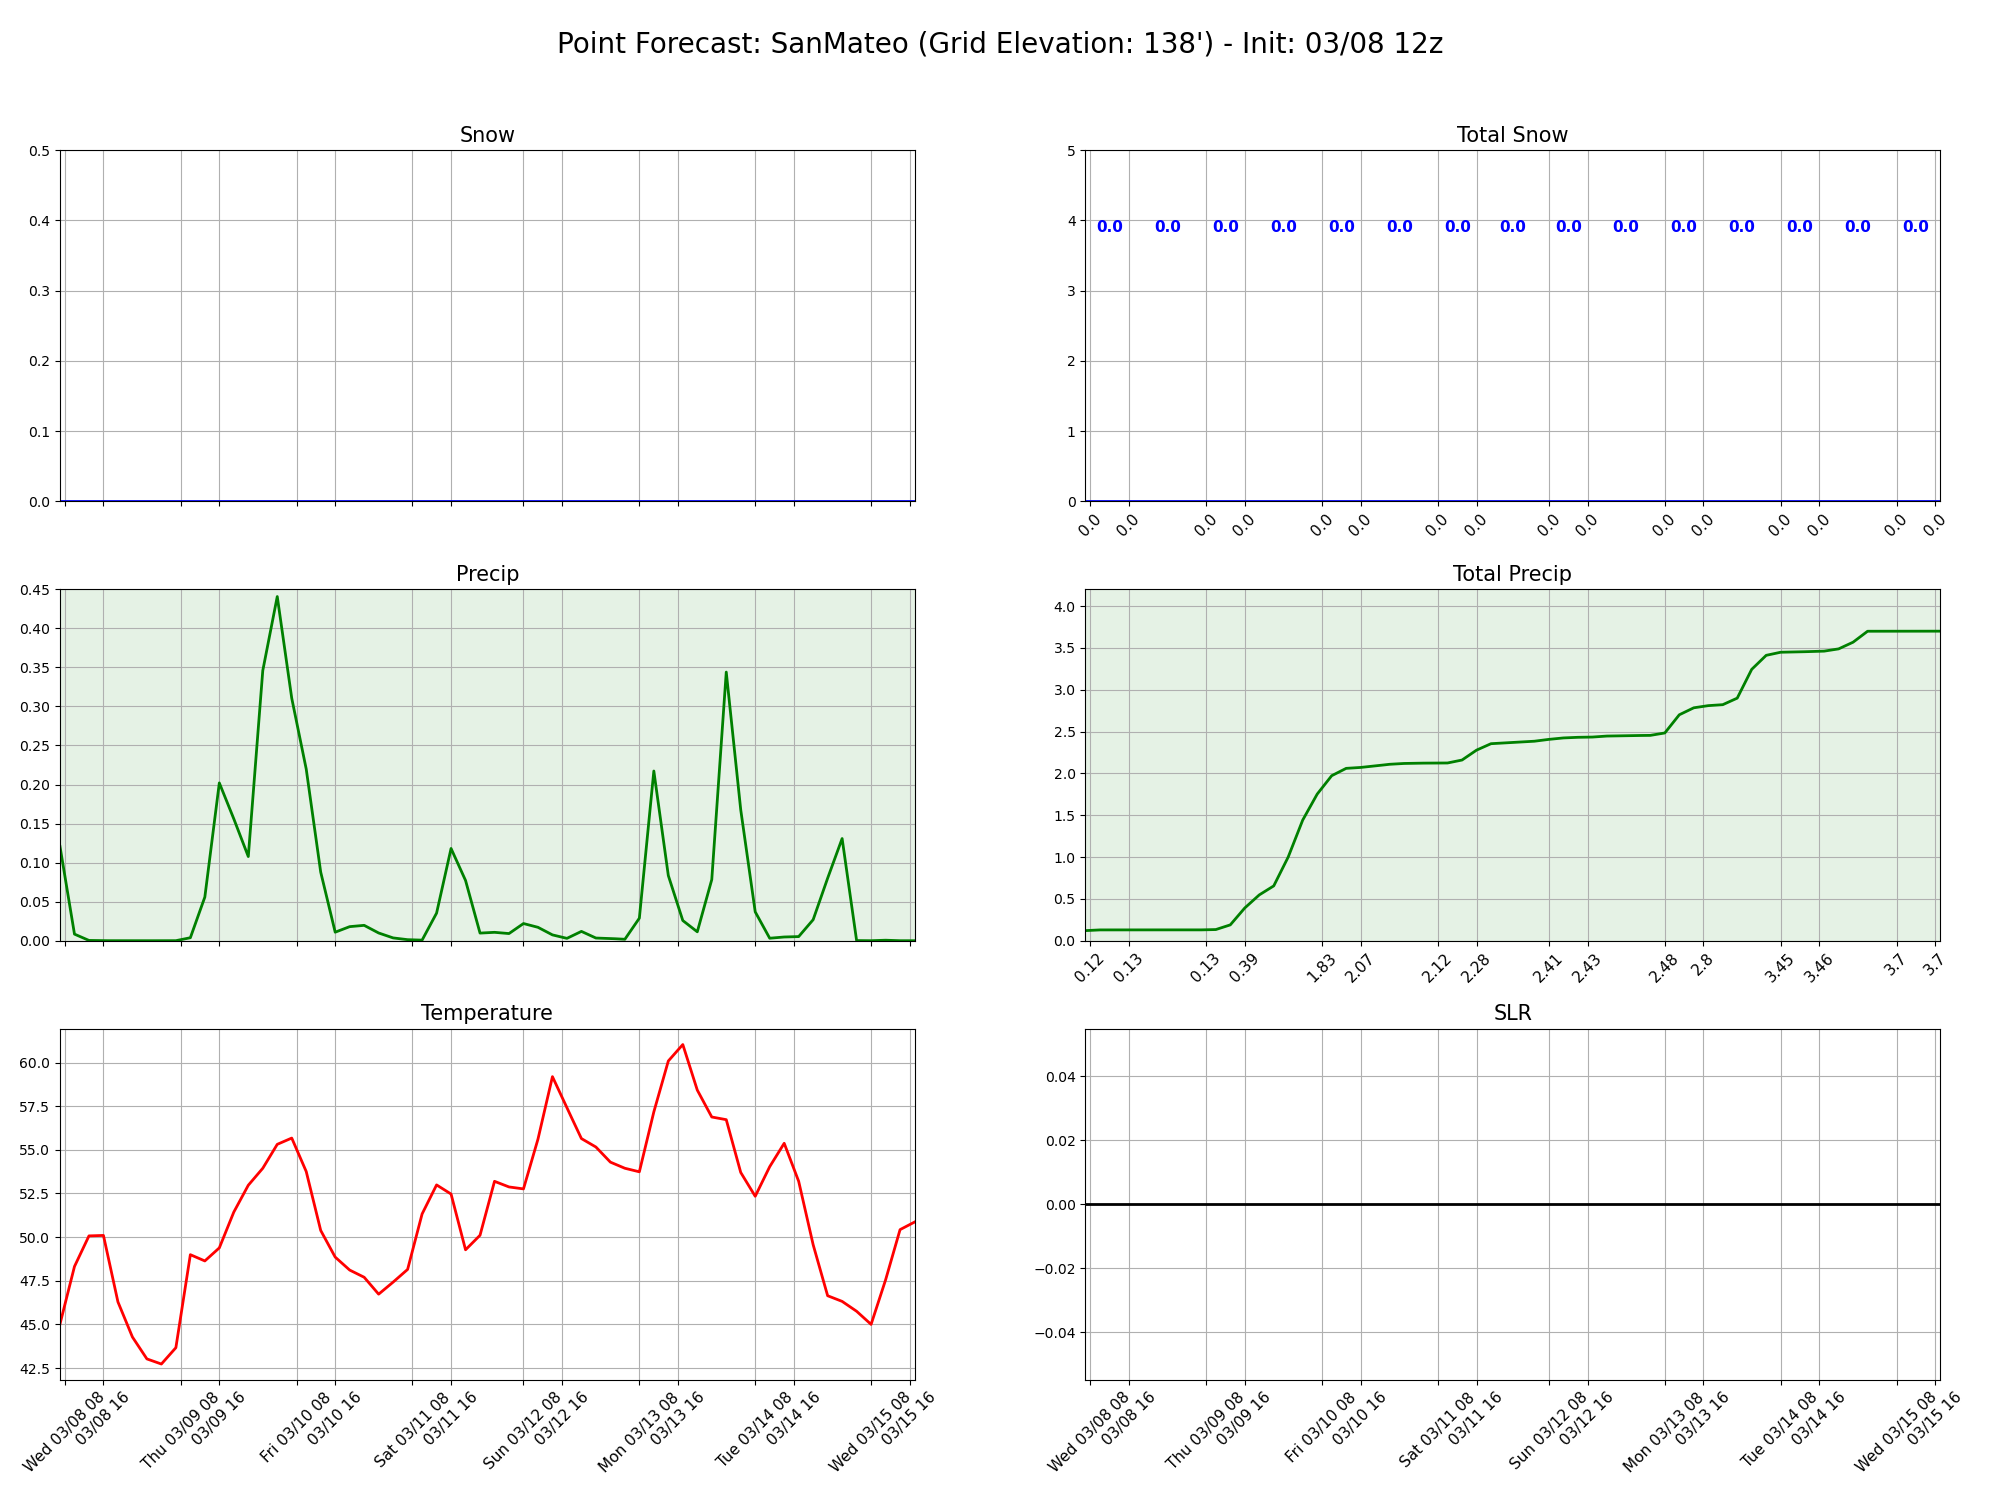 Point Forecast: SanMateo (Grid Elevation: 138') - Init: 03/08 12z
Snow
0.5
0.4
0.3
0.2
0.1
0.0
Total Snow
5
4
3
2
1
0
0.0 0.0 0.0 0.0 0.0 0.0 0.0 0.0 0.0 0.0 0.0 0.0 0.0 0.0 0.0
0.0 0.0 0.0 0.0 0.0 0.0 0.0 0.0 0.0 0.0 0.0 0.0 0.0 0.0 0.0 0.0
Precip
0.45
0.40
0.35
0.30
0.25
0.20
0.15
0.10
0.05
0.00
Total Precip
4.0
3.5
3.0
2.5
2.0
1.5
1.0
0.5
0.0
0.12 0.13 0.13 0.39 1.83 2.07 2.12 2.28 2.41 2.43 2.48 2.8 3.45 3.46 3.7 3.7
Temperature
60.0
57.5
55.0
52.5
50.0
47.5
45.0
42.5
Wed 03/08 08
03/08 16
Thu 03/09 08
03/09 16
Fri 03/10 08
03/10 16
Sat 03/11 08
03/11 16
Sun 03/12 08
03/12 16
Mon 03/13 08
03/13 16
Tue 03/14 08
03/14 16
Wed 03/15 08
03/15 16
SLR
0.04
0.02
0.00
−0.02
−0.04
Wed 03/08 08
03/08 16
Thu 03/09 08
03/09 16
Fri 03/10 08
03/10 16
Sat 03/11 08
03/11 16
Sun 03/12 08
03/12 16
Mon 03/13 08
03/13 16
Tue 03/14 08
03/14 16
Wed 03/15 08
03/15 16